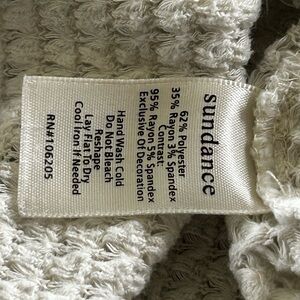 sundance
62% Polyester
35% Rayon 3% Spandex
Contrast:
95% Rayon 5% Spandex
Exclusive Of Decoration
Hand Wash Cold
Do Not Bleach
Reshape
Lay Flat To Dry
Cool Iron If Needed
RN#106205